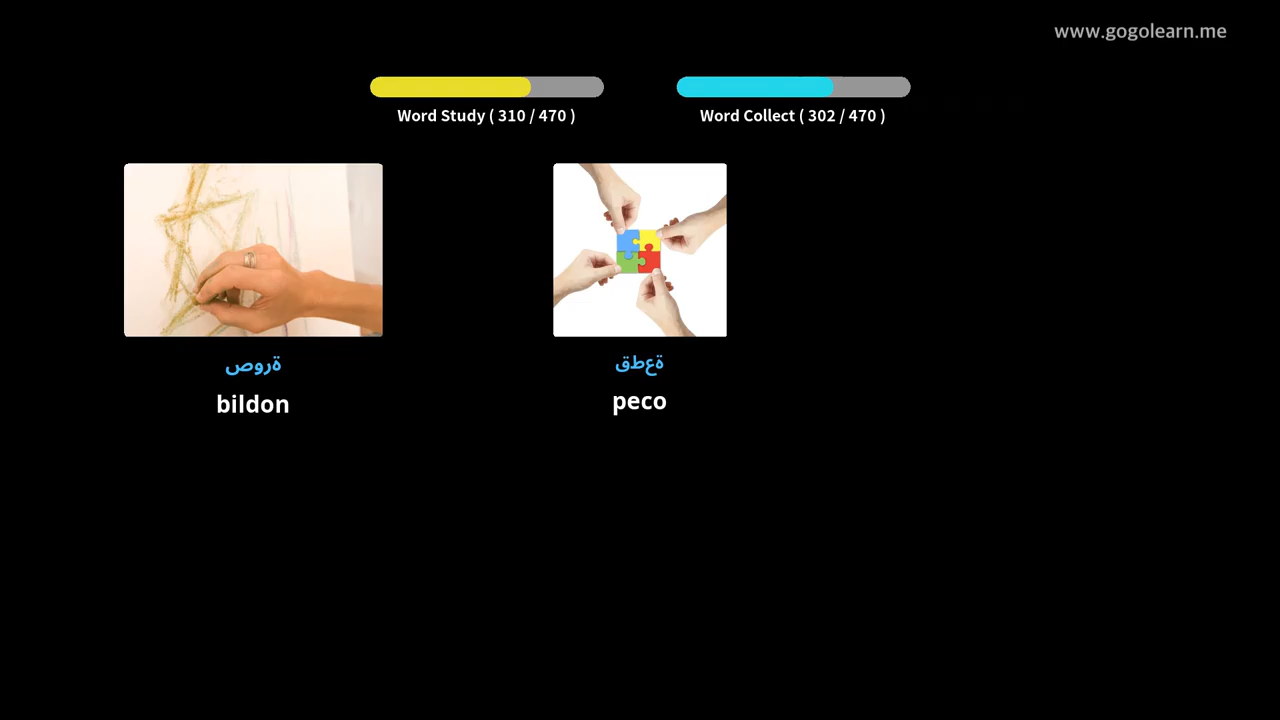 www.gogolearn.me
Word Study ( 310 / 470 )
Word Collect ( 302 / 470 )
ةروص
bildon
ةعطق
peco